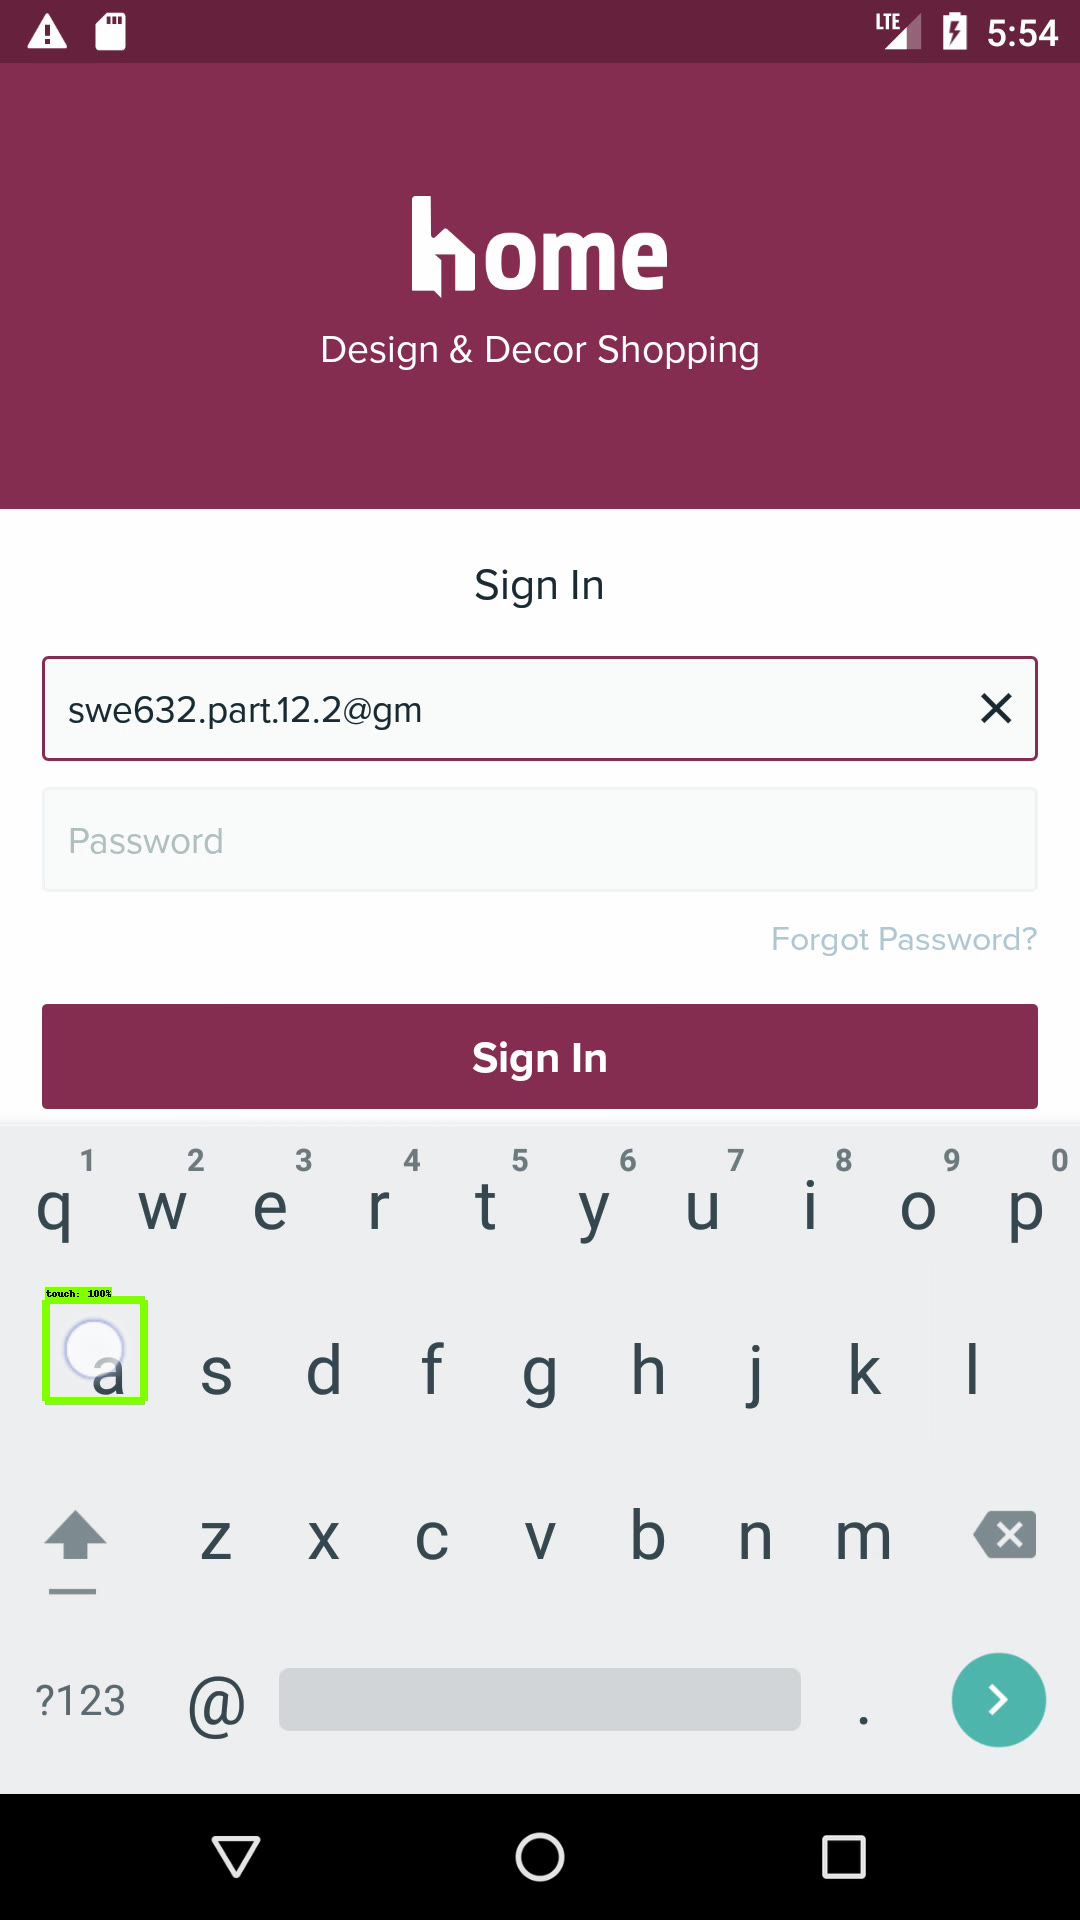 LTE 5:54
home
Design & Decor Shopping
Sign In
swe632.part.12.2@gm
Password
Forgot Password?
Sign In
1 2 3 4 5 6 7 8 9 0
q w e r t y u i o p
touch: 100%
a s d f g h j k l
z x c v b n m
?123 @ .